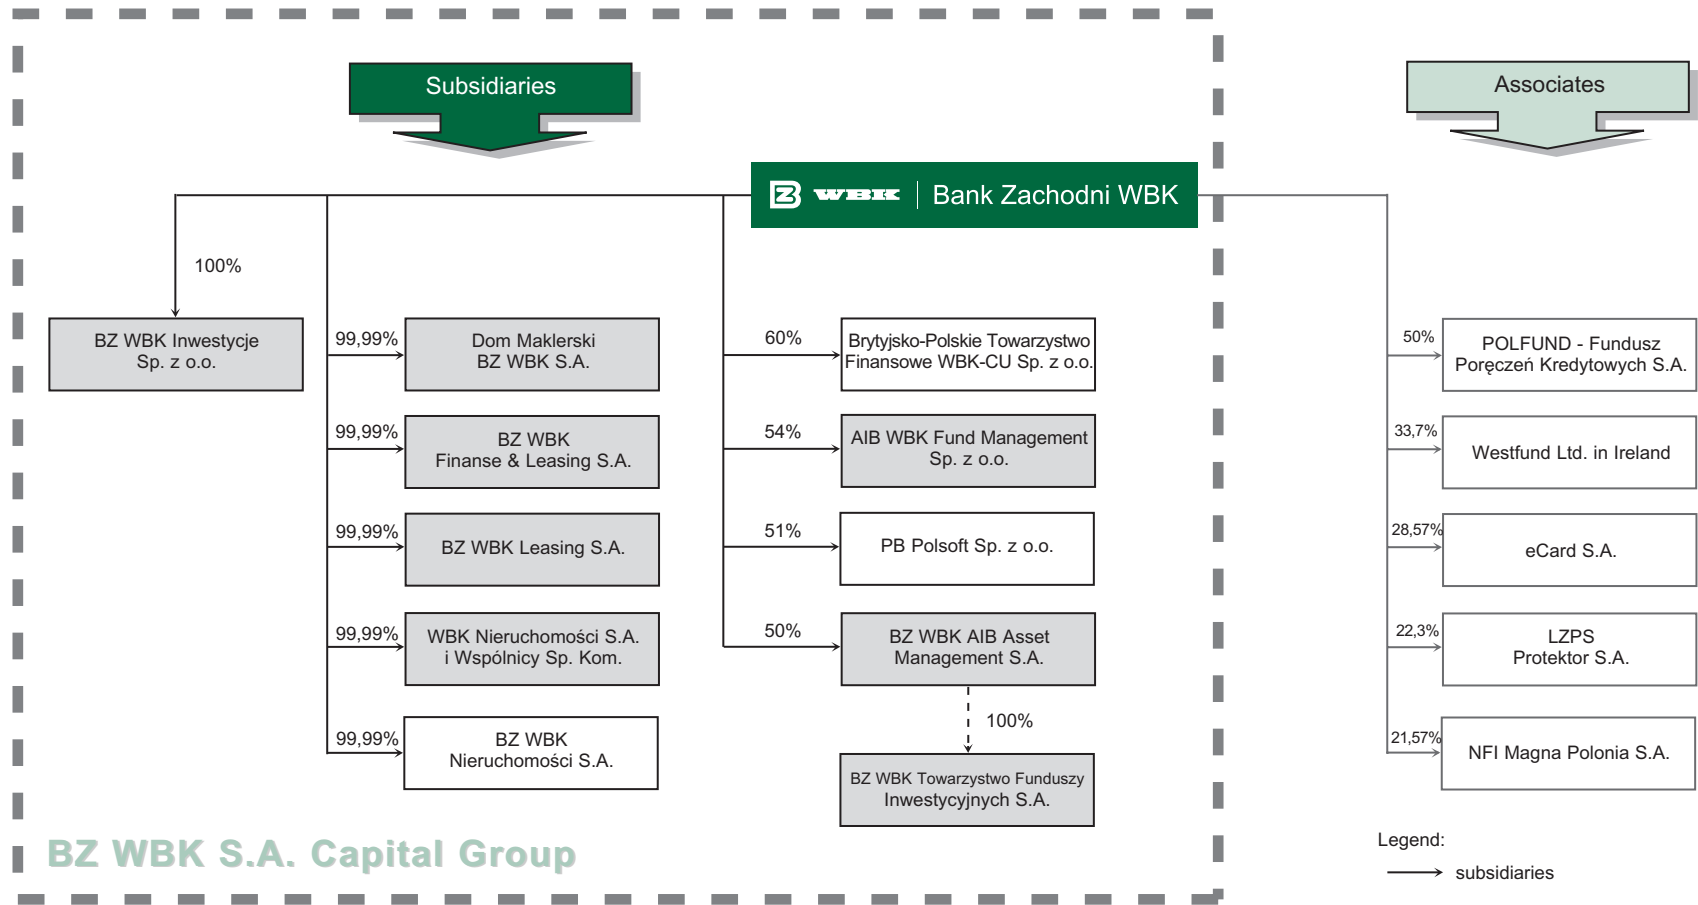 Subsidiaries
Associates
BZ WBK | Bank Zachodni WBK
100%
BZ WBK Inwestycje
Sp. z o.o.
99,99%
Dom Maklerski
BZ WBK S.A.
99,99%
BZ WBK
Finanse & Leasing S.A.
99,99%
BZ WBK Leasing S.A.
99,99%
WBK Nieruchomości S.A.
i Wspólnicy Sp. Kom.
99,99%
BZ WBK
Nieruchomości S.A.
60%
Brytyjsko-Polskie Towarzystwo
Finansowe WBK-CU Sp. z o.o.
54%
AIB WBK Fund Management
Sp. z o.o.
51%
PB Polsoft Sp. z o.o.
50%
BZ WBK AIB Asset
Management S.A.
100%
BZ WBK Towarzystwo Funduszy
Inwestycyjnych S.A.
50%
POLFUND - Fundusz
Poręczeń Kredytowych S.A.
33,7%
Westfund Ltd. in Ireland
28,57%
eCard S.A.
22,3%
LZPS
Protektor S.A.
21,57%
NFI Magna Polonia S.A.
BZ WBK S.A. Capital Group
Legend:
subsidiaries